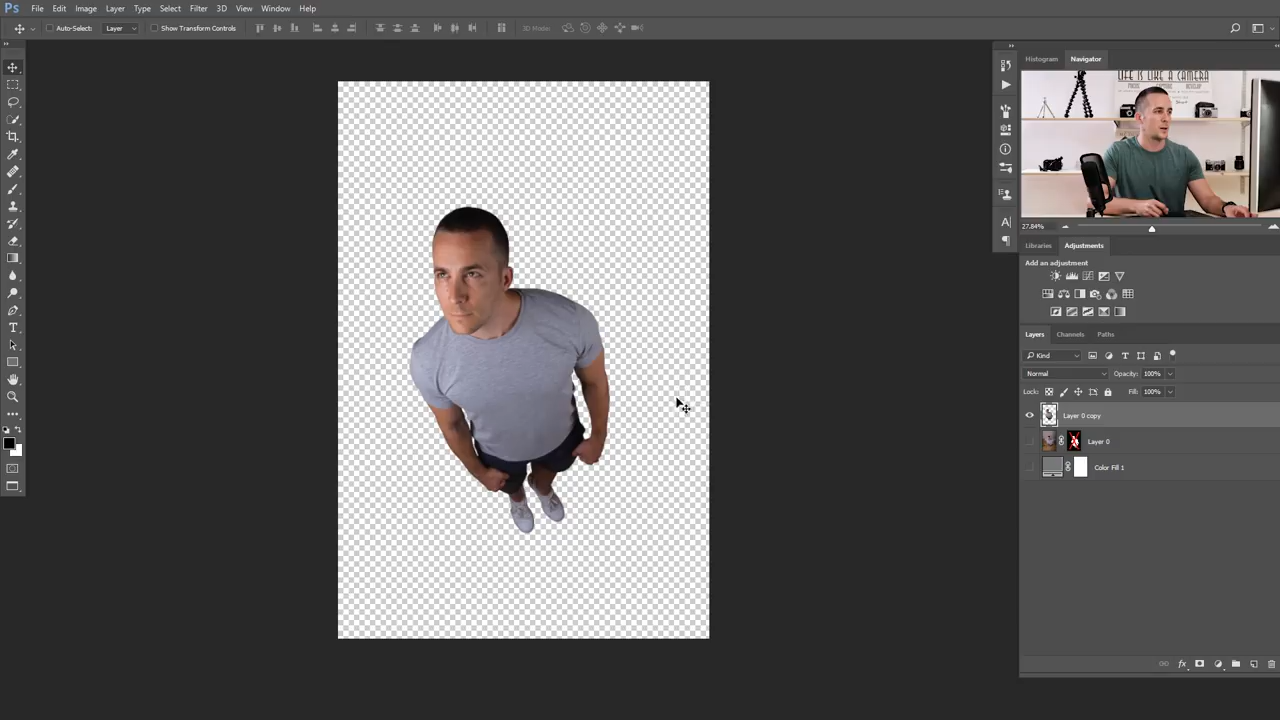 Ps File Edit Image Layer Type Select Filter 3D View Window Help
Auto-Select: Layer Show Transform Controls 3D Mode:
Histogram Navigator
LIFE IS LIKE A CAMERA
27.84%
Libraries Adjustments
Add an adjustment
Layers Channels Paths
Kind
Normal Opacity: 100%
Lock: Fill: 100%
Layer 0 copy
Layer 0
Color Fill 1